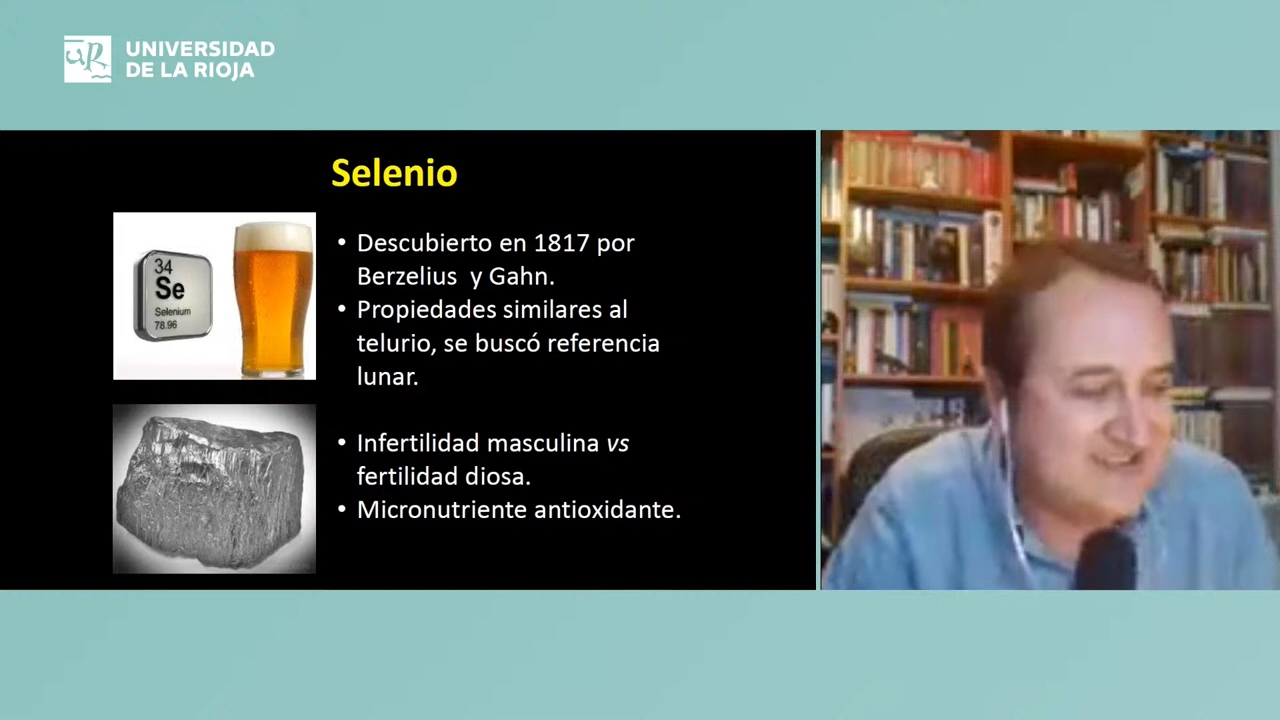 UNIVERSIDAD
DE LA RIOJA
Selenio
34
Se
Selenium
78.96
• Descubierto en 1817 por
Berzelius y Gahn.
• Propiedades similares al
telurio, se buscó referencia
lunar.
• Infertilidad masculina vs
fertilidad diosa.
• Micronutriente antioxidante.